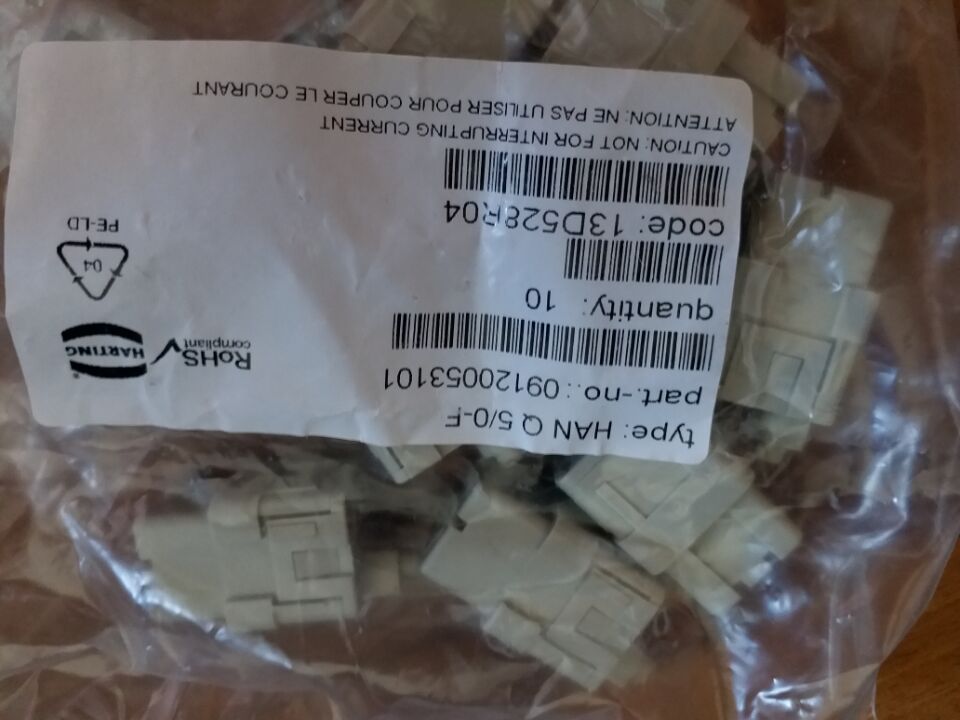 type: HAN Q 5/0-F
part.-no.: 09120053101
quantity: 10
code: 13D528R04
CAUTION: NOT FOR INTERRUPTING CURRENT
ATTENTION: NE PAS UTILISER POUR COUPER LE COURANT
RoHS
compliant
HARTING
04
PE-LD